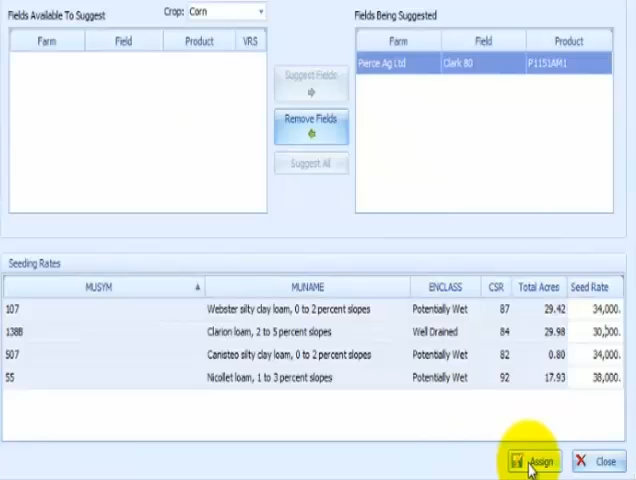 Fields Available To Suggest Crop: Corn Fields Being Suggested
Farm Field Product VRS Farm Field Product
Pierce Ag Ltd Clark 80 P1151AM1
Suggest Fields
Remove Fields
Suggest All
Seeding Rates
MUSYM MUNAME ENCLASS CSR Total Acres Seed Rate
107 Webster silty clay loam, 0 to 2 percent slopes Potentially Wet 87 29.42 34,000.
138B Clarion loam, 2 to 5 percent slopes Well Drained 84 29.98 30,000.
507 Canisteo silty clay loam, 0 to 2 percent slopes Potentially Wet 82 0.80 34,000.
55 Nicollet loam, 1 to 3 percent slopes Potentially Wet 92 17.93 38,000.
Assign Close